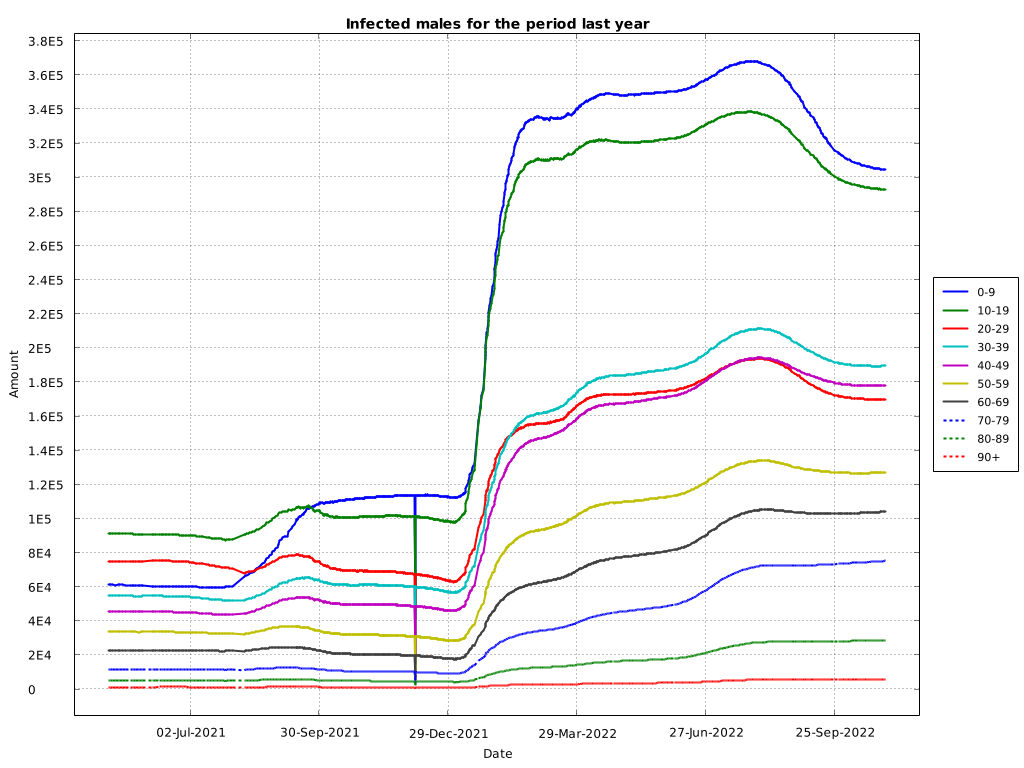 Infected males for the period last year
3.8E5
3.6E5
3.4E5
3.2E5
3E5
2.8E5
2.6E5
2.4E5
2.2E5
2E5
1.8E5
1.6E5
1.4E5
1.2E5
1E5
8E4
6E4
4E4
2E4
0
Amount
02-Jul-2021 30-Sep-2021 29-Dec-2021 29-Mar-2022 27-Jun-2022 25-Sep-2022
Date
0-9
10-19
20-29
30-39
40-49
50-59
60-69
70-79
80-89
90+